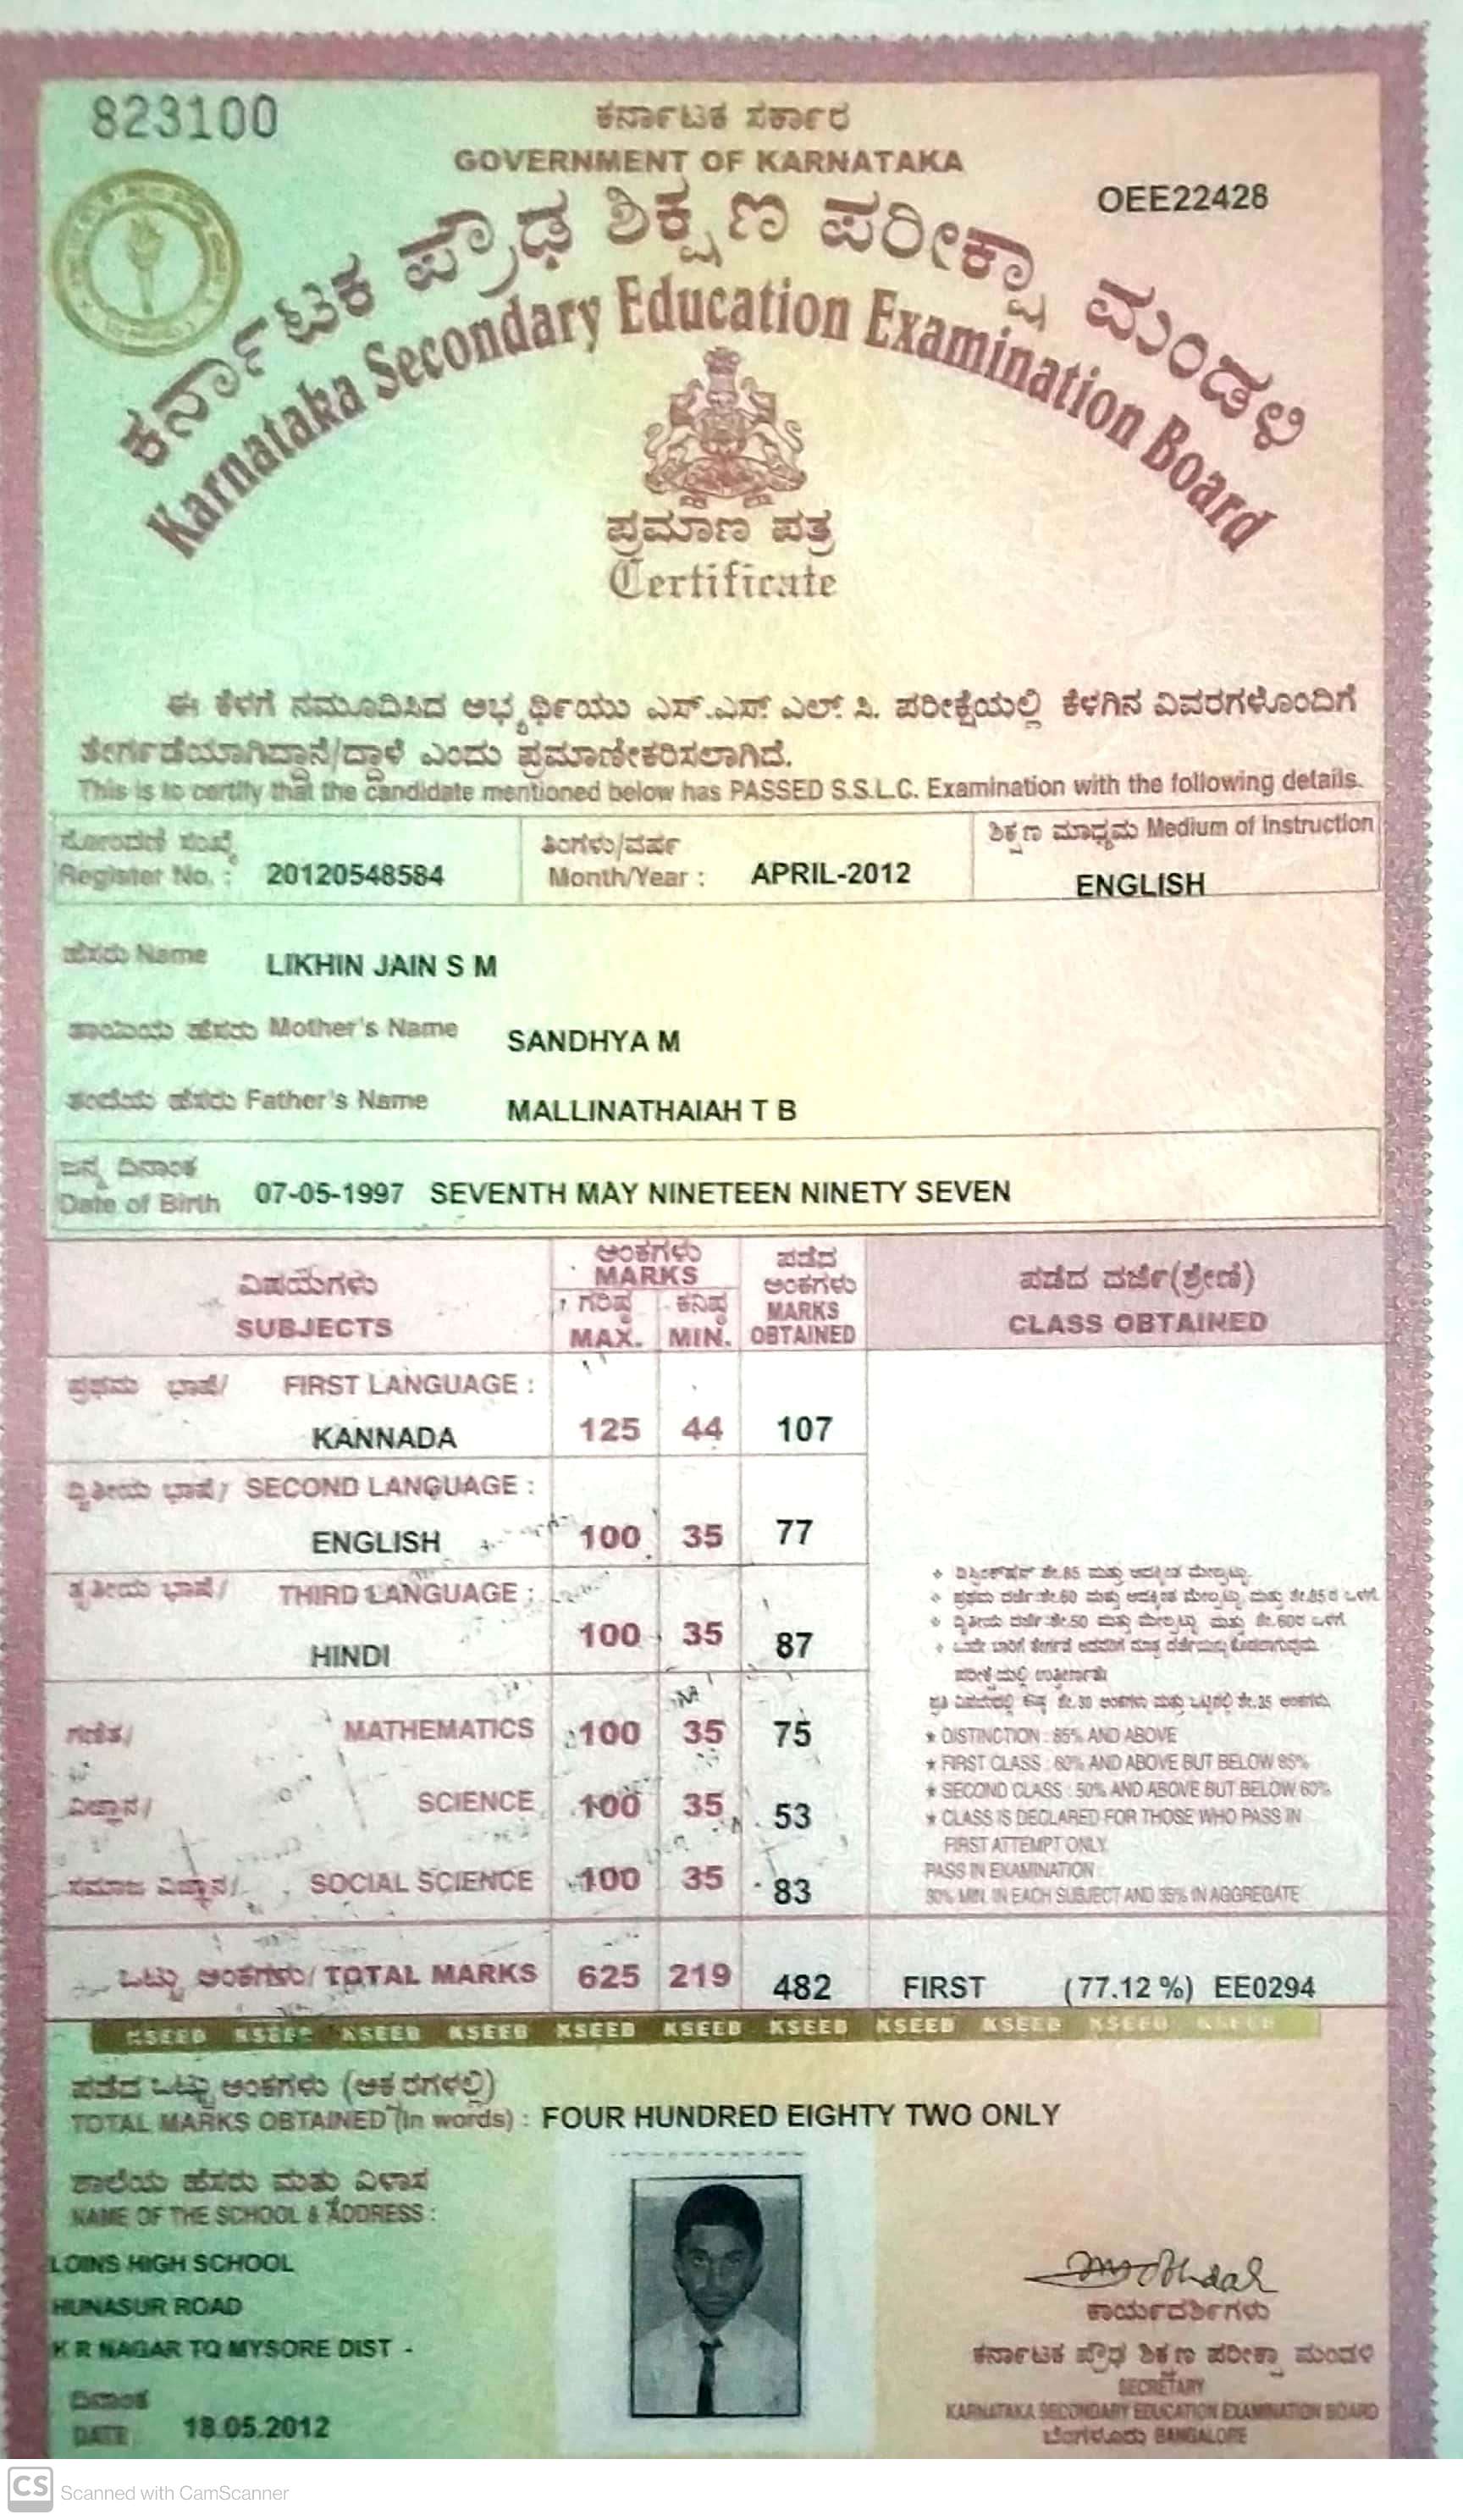 823100
ಕರ್ನಾಟಕ ಸರ್ಕಾರ
GOVERNMENT OF KARNATAKA
OEE22428
ಕರ್ನಾಟಕ ಪ್ರೌಢ ಶಿಕ್ಷಣ ಪರೀಕ್ಷಾ ಮಂಡಳಿ
Karnataka Secondary Education Examination Board
ಪ್ರಮಾಣ ಪತ್ರ
Certificate
ಈ ಕೆಳಗೆ ನಮೂದಿಸಿದ ಅಭ್ಯರ್ಥಿಯು ಎಸ್.ಎಸ್. ಎಲ್. ಸಿ. ಪರೀಕ್ಷೆಯಲ್ಲಿ ಕೆಳಗಿನ ವಿವರಗಳೊಂದಿಗೆ
ತೇರ್ಗಡೆಯಾಗಿದ್ದಾನೆ/ದ್ದಾಳೆ ಎಂದು ಪ್ರಮಾಣೀಕರಿಸಲಾಗಿದೆ.
This is to certify that the candidate mentioned below has PASSED S.S.L.C. Examination with the following details.
ನೋಂದಣಿ ಸಂಖ್ಯೆ
Register No. : 20120548584
ತಿಂಗಳು/ವರ್ಷ
Month/Year : APRIL-2012
ಶಿಕ್ಷಣ ಮಾಧ್ಯಮ Medium of Instruction
ENGLISH
ಹೆಸರು Name LIKHIN JAIN S M
ತಾಯಿಯ ಹೆಸರು Mother's Name SANDHYA M
ತಂದೆಯ ಹೆಸರು Father's Name MALLINATHAIAH T B
ಜನ್ಮ ದಿನಾಂಕ
Date of Birth 07-05-1997 SEVENTH MAY NINETEEN NINETY SEVEN
ವಿಷಯಗಳು
SUBJECTS
ಅಂಕಗಳು
MARKS
ಗರಿಷ್ಠ ಕನಿಷ್ಠ
MAX. MIN.
ಪಡೆದ
ಅಂಕಗಳು
MARKS
OBTAINED
ಪಡೆದ ದರ್ಜೆ(ಶ್ರೇಣಿ)
CLASS OBTAINED
ಪ್ರಥಮ ಭಾಷೆ/ FIRST LANGUAGE :
KANNADA 125 44 107
ದ್ವಿತೀಯ ಭಾಷೆ/ SECOND LANGUAGE :
ENGLISH 100 35 77
ತೃತೀಯ ಭಾಷೆ/ THIRD LANGUAGE :
HINDI 100 35 87
ಗಣಿತ/ MATHEMATICS 100 35 75
ವಿಜ್ಞಾನ/ SCIENCE 100 35 53
ಸಮಾಜ ವಿಜ್ಞಾನ/ SOCIAL SCIENCE 100 35 83
* DISTINCTION : 85% AND ABOVE
* FIRST CLASS : 60% AND ABOVE BUT BELOW 85%
* SECOND CLASS : 50% AND ABOVE BUT BELOW 60%
* CLASS IS DECLARED FOR THOSE WHO PASS IN
FIRST ATTEMPT ONLY
PASS IN EXAMINATION
30% MIN. IN EACH SUBJECT AND 35% IN AGGREGATE
ಒಟ್ಟು ಅಂಕಗಳು/ TOTAL MARKS 625 219 482 FIRST (77.12 %) EE0294
KSEEB KSEEB KSEEB KSEEB KSEEB KSEEB KSEEB KSEEB KSEEB KSEEB KSEEB
ಪಡೆದ ಒಟ್ಟು ಅಂಕಗಳು (ಅಕ್ಷರಗಳಲ್ಲಿ)
TOTAL MARKS OBTAINED (In words) : FOUR HUNDRED EIGHTY TWO ONLY
ಶಾಲೆಯ ಹೆಸರು ಮತ್ತು ವಿಳಾಸ
NAME OF THE SCHOOL & ADDRESS :
LOINS HIGH SCHOOL
HUNASUR ROAD
K R NAGAR TQ MYSORE DIST -
ದಿನಾಂಕ
DATE 18.05.2012
ಕಾರ್ಯದರ್ಶಿಗಳು
ಕರ್ನಾಟಕ ಪ್ರೌಢ ಶಿಕ್ಷಣ ಪರೀಕ್ಷಾ ಮಂಡಳಿ
SECRETARY
KARNATAKA SECONDARY EDUCATION EXAMINATION BOARD
ಬೆಂಗಳೂರು BANGALORE
CS Scanned with CamScanner